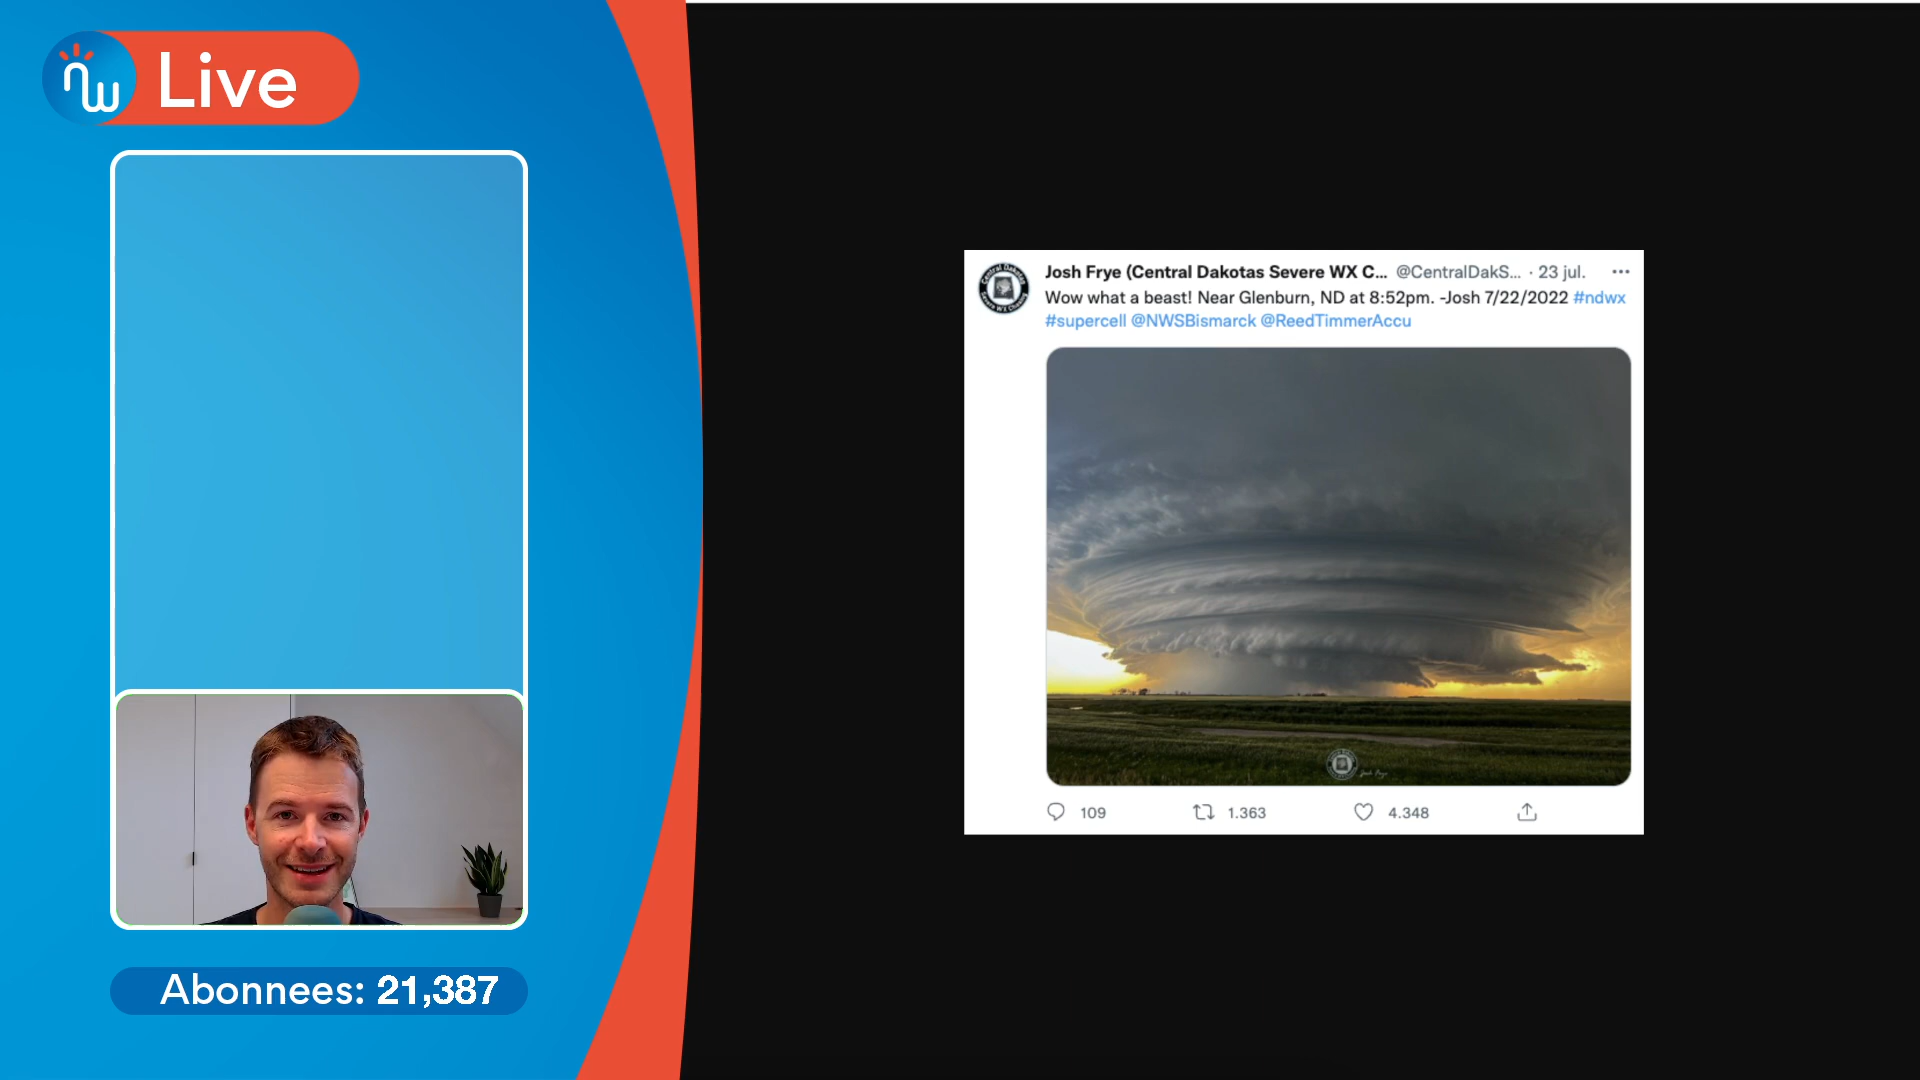 nw Live
Josh Frye (Central Dakotas Severe WX C... @CentralDakS... · 23 jul. ...
Wow what a beast! Near Glenburn, ND at 8:52pm. -Josh 7/22/2022 #ndwx
#supercell @NWSBismarck @ReedTimmerAccu
109 1.363 4.348
Abonnees: 21,387